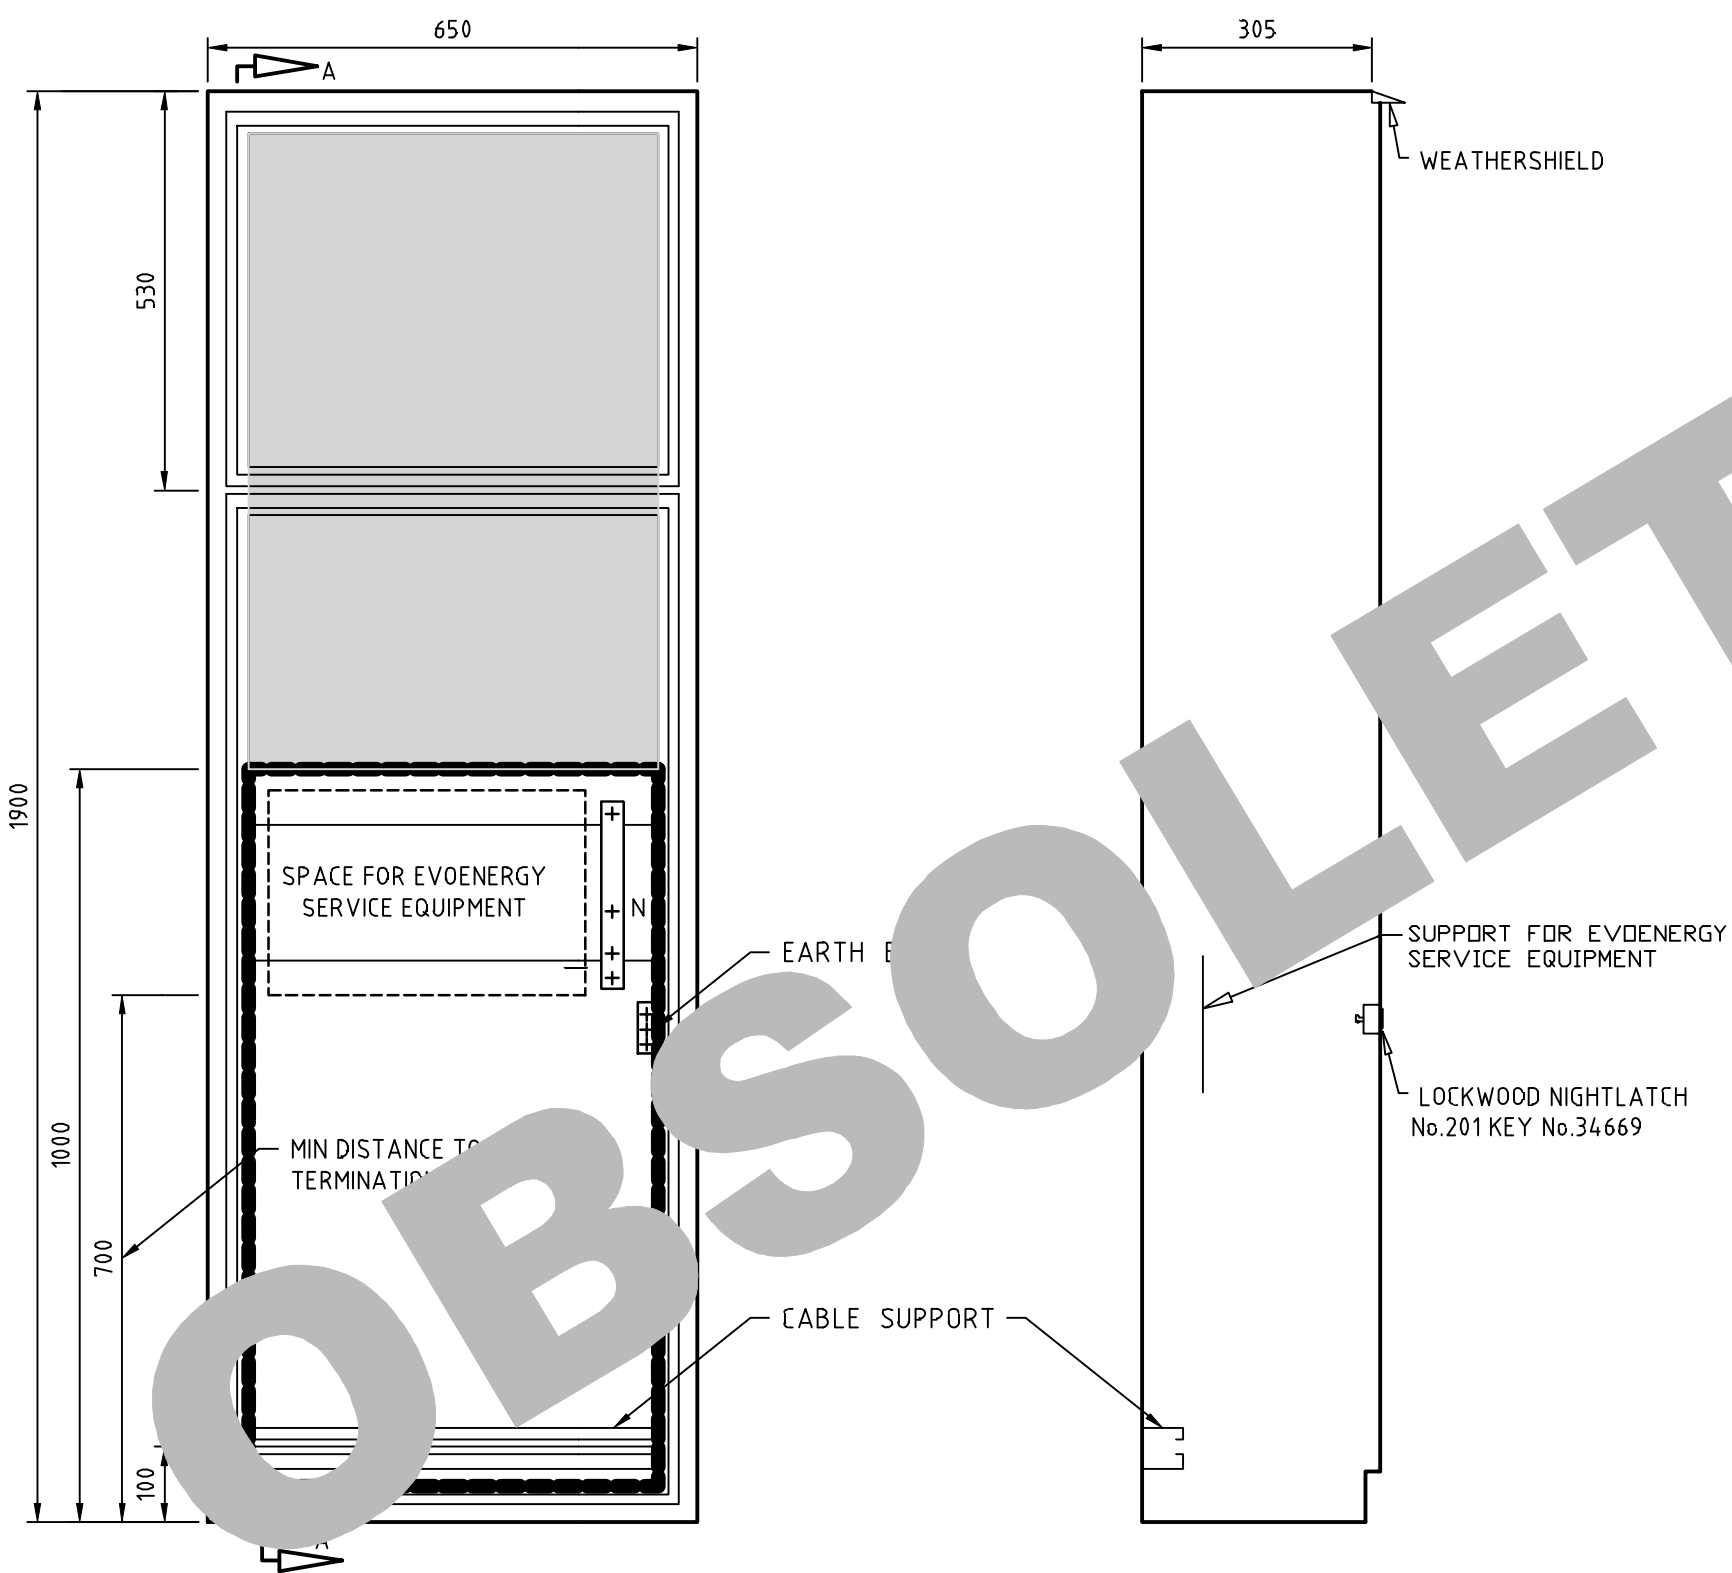 650
305
A
WEATHERSHIELD
530
1900
SPACE FOR EVOENERGY
SERVICE EQUIPMENT
N
EARTH
SUPPORT FOR EVOENERGY
SERVICE EQUIPMENT
LOCKWOOD NIGHTLATCH
No.201 KEY No.34669
1000
MIN DISTANCE TO
700
CABLE SUPPORT
100
A
OBSOLET